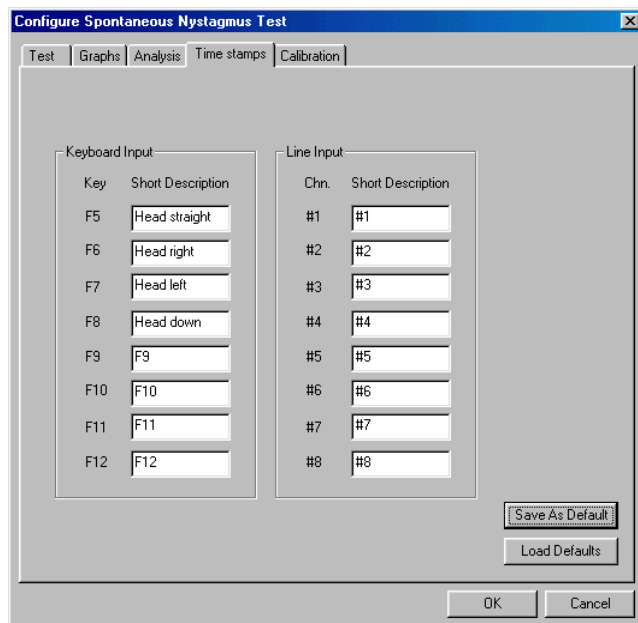 Configure Spontaneous Nystagmus Test
Test Graphs Analysis Time stamps Calibration
Keyboard Input
Key Short Description
F5 Head straight
F6 Head right
F7 Head left
F8 Head down
F9 F9
F10 F10
F11 F11
F12 F12
Line Input
Chn. Short Description
#1 #1
#2 #2
#3 #3
#4 #4
#5 #5
#6 #6
#7 #7
#8 #8
Save As Default
Load Defaults
OK Cancel